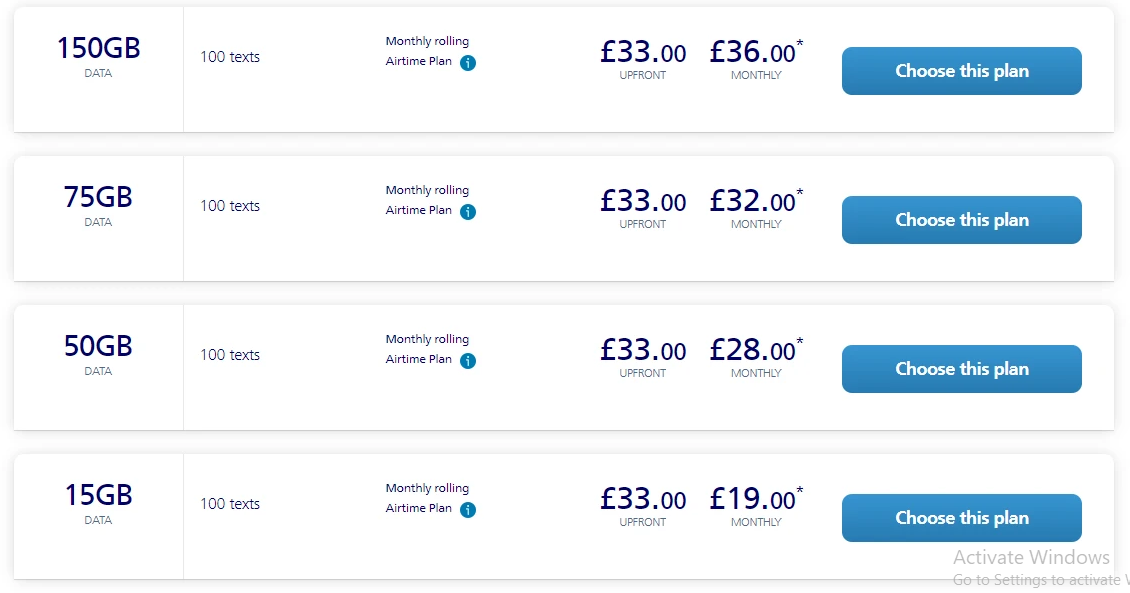 150GB
DATA
100 texts
Monthly rolling
Airtime Plan i
£33.00
UPFRONT
£36.00*
MONTHLY
Choose this plan
75GB
DATA
100 texts
Monthly rolling
Airtime Plan i
£33.00
UPFRONT
£32.00*
MONTHLY
Choose this plan
50GB
DATA
100 texts
Monthly rolling
Airtime Plan i
£33.00
UPFRONT
£28.00*
MONTHLY
Choose this plan
15GB
DATA
100 texts
Monthly rolling
Airtime Plan i
£33.00
UPFRONT
£19.00*
MONTHLY
Choose this plan
Activate Windows
Go to Settings to activate